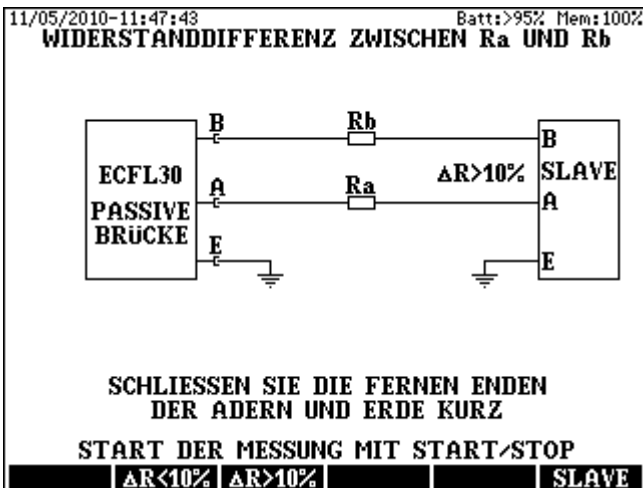 11/05/2010-11:47:43 Batt:>95% Mem:100%
WIDERSTANDDIFFERENZ ZWISCHEN Ra UND Rb
B Rb B
ECFL30 ΔR>10% SLAVE
A Ra A
PASSIVE
BRÜCKE
E E
SCHLIESSEN SIE DIE FERNEN ENDEN
DER ADERN UND ERDE KURZ
START DER MESSUNG MIT START/STOP
ΔR<10% ΔR>10% SLAVE